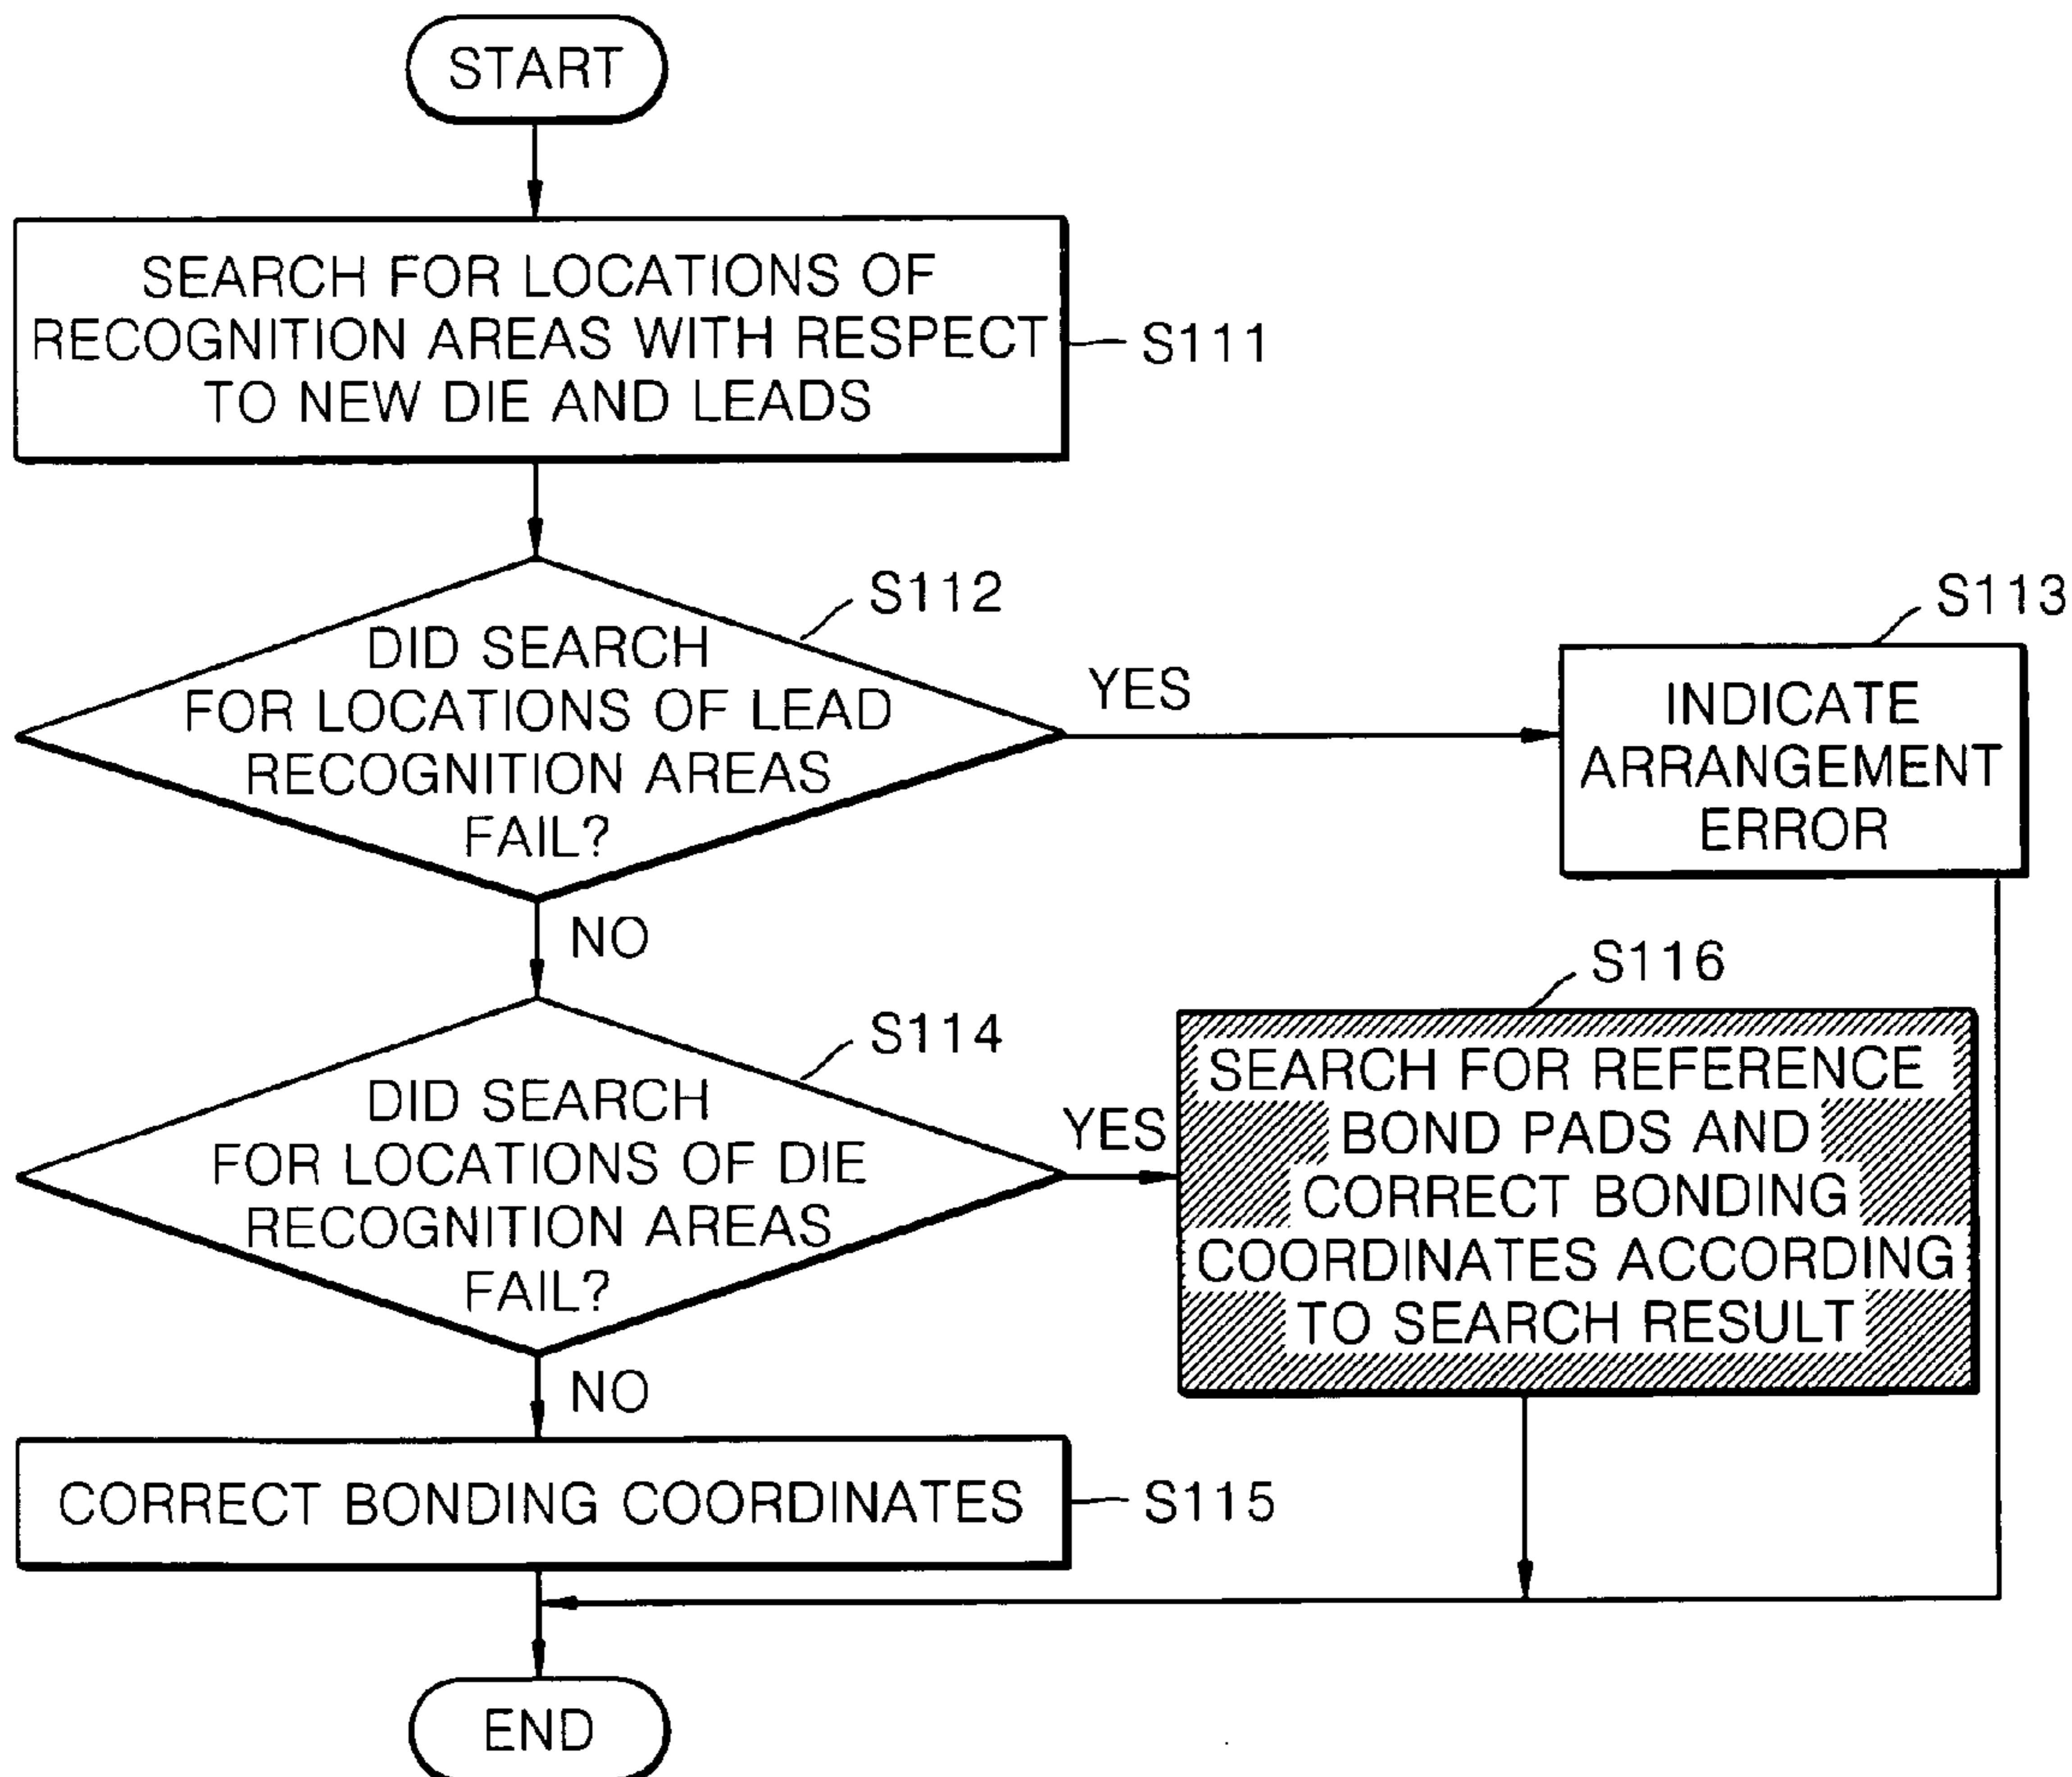 START
SEARCH FOR LOCATIONS OF
RECOGNITION AREAS WITH RESPECT
TO NEW DIE AND LEADS
S111
S112
DID SEARCH
FOR LOCATIONS OF LEAD
RECOGNITION AREAS
FAIL?
YES
S113
INDICATE
ARRANGEMENT
ERROR
NO
S114
DID SEARCH
FOR LOCATIONS OF DIE
RECOGNITION AREAS
FAIL?
YES
S116
SEARCH FOR REFERENCE
BOND PADS AND
CORRECT BONDING
COORDINATES ACCORDING
TO SEARCH RESULT
NO
CORRECT BONDING COORDINATES
S115
END